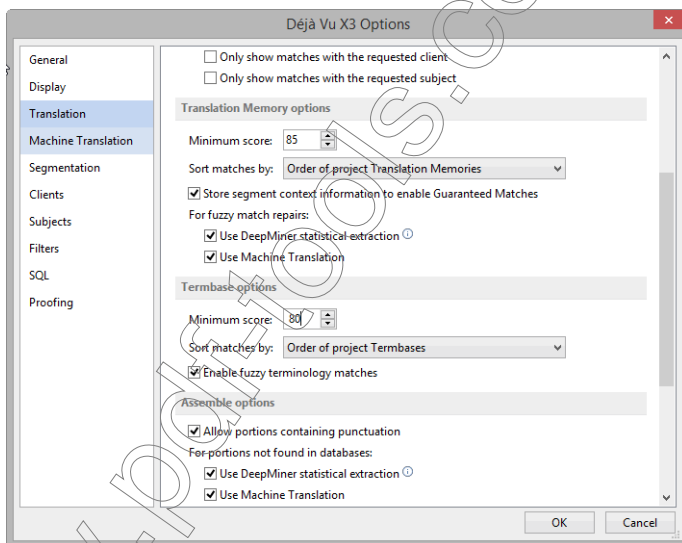 Déjà Vu X3 Options
General
Display
Translation
Machine Translation
Segmentation
Clients
Subjects
Filters
SQL
Proofing
Only show matches with the requested client
Only show matches with the requested subject
Translation Memory options
Minimum score: 85
Sort matches by: Order of project Translation Memories
Store segment context information to enable Guaranteed Matches
For fuzzy match repairs:
Use DeepMiner statistical extraction
Use Machine Translation
Termbase options
Minimum score: 80
Sort matches by: Order of project Termbases
Enable fuzzy terminology matches
Assemble options
Allow portions containing punctuation
For portions not found in databases:
Use DeepMiner statistical extraction
Use Machine Translation
OK Cancel
.pdf-tools.c